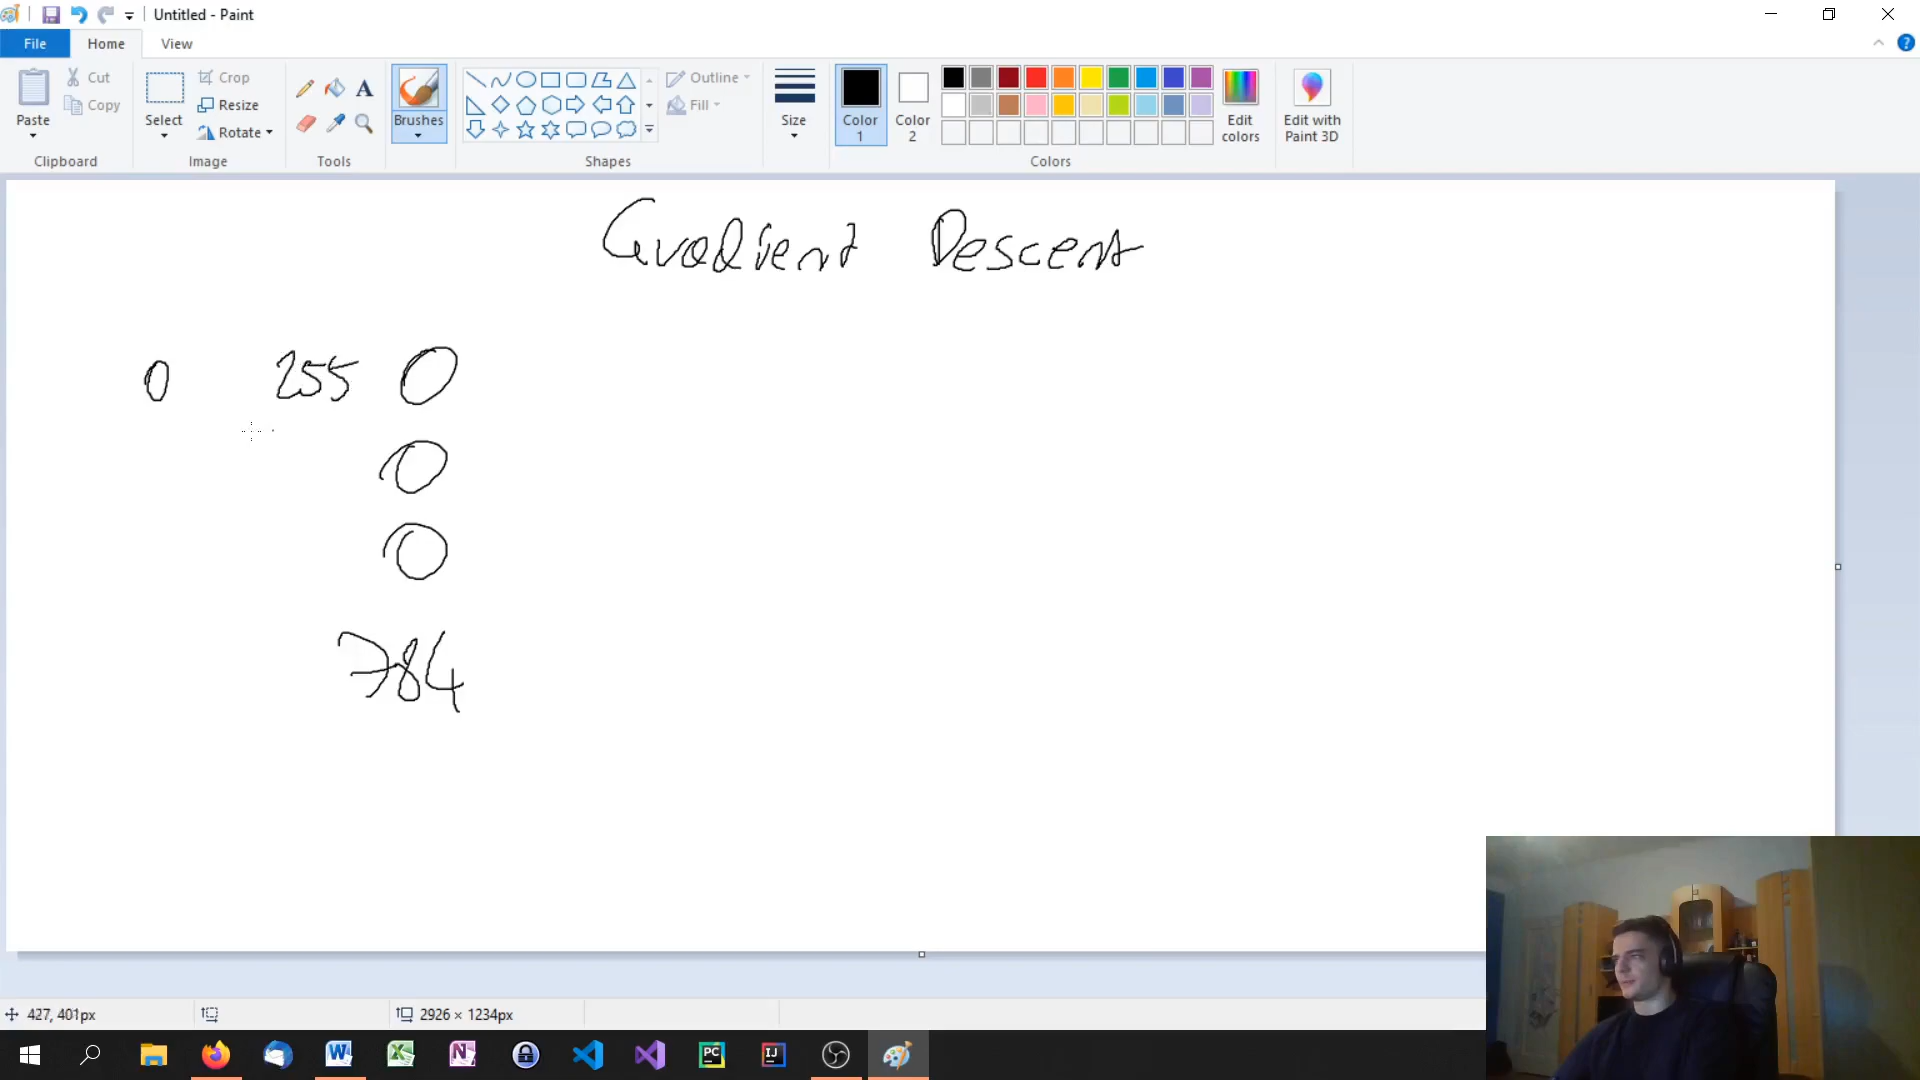 Untitled - Paint
File Home View
Paste
Cut
Copy
Clipboard
Select
Crop
Resize
Rotate
Image
Tools
Brushes
Shapes
Outline
Fill
Size
Color 1
Color 2
Colors
Edit colors
Edit with Paint 3D
Gradient Descent
0 255
784
427, 401px
2926 × 1234px